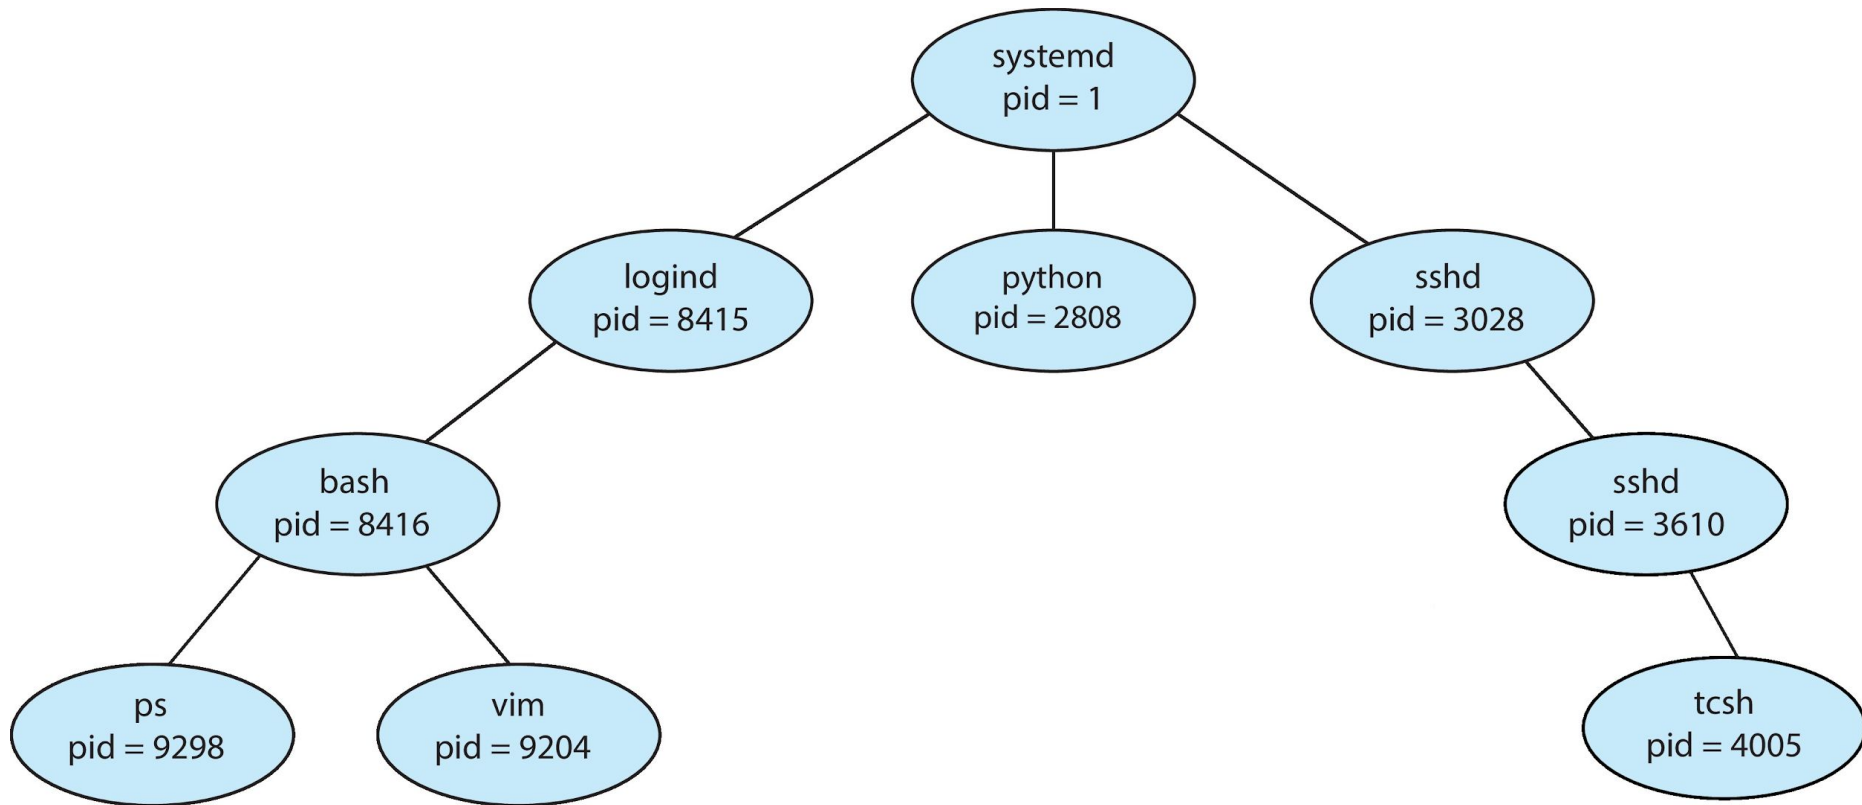 systemd
pid = 1
logind
pid = 8415
python
pid = 2808
sshd
pid = 3028
bash
pid = 8416
sshd
pid = 3610
ps
pid = 9298
vim
pid = 9204
tcsh
pid = 4005